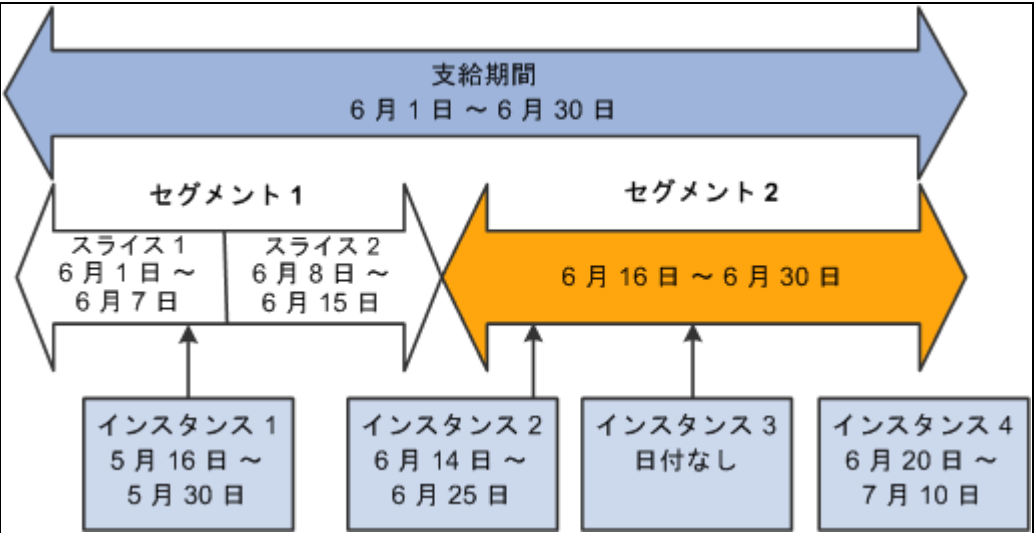 支給期間
6 月 1 日 ～ 6 月 30 日
セグメント 1
セグメント 2
スライス 1
6 月 1 日 ～
6 月 7 日
スライス 2
6 月 8 日 ～
6 月 15 日
6 月 16 日 ～ 6 月 30 日
インスタンス 1
5 月 16 日 ～
5 月 30 日
インスタンス 2
6 月 14 日 ～
6 月 25 日
インスタンス 3
日付なし
インスタンス 4
6 月 20 日 ～
7 月 10 日